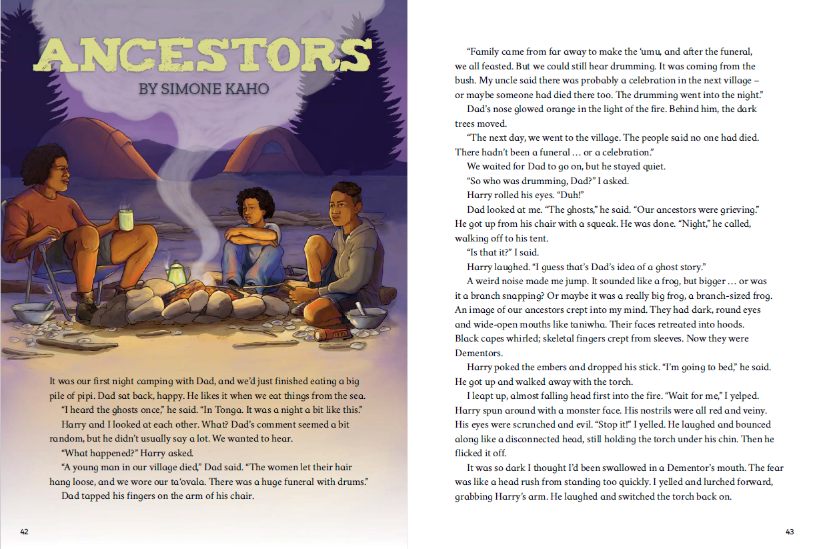 ANCESTORS
BY SIMONE KAHO
It was our first night camping with Dad, and we'd just finished eating a big
pile of pipi. Dad sat back, happy. He likes it when we eat things from the sea.
“I heard the ghosts once,” he said. “In Tonga. It was a night a bit like this.”
Harry and I looked at each other. What? Dad's comment seemed a bit
random, but he didn't usually say a lot. We wanted to hear.
“What happened?” Harry asked.
“A young man in our village died,” Dad said. “The women let their hair
hang loose, and we wore our ta‘ovala. There was a huge funeral with drums.”
Dad tapped his fingers on the arm of his chair.
42
“Family came from far away to make the ‘umu, and after the funeral,
we all feasted. But we could still hear drumming. It was coming from the
bush. My uncle said there was probably a celebration in the next village –
or maybe someone had died there too. The drumming went into the night.”
Dad's nose glowed orange in the light of the fire. Behind him, the dark
trees moved.
“The next day, we went to the village. The people said no one had died.
There hadn't been a funeral … or a celebration.”
We waited for Dad to go on, but he stayed quiet.
“So who was drumming, Dad?” I asked.
Harry rolled his eyes. “Duh!”
Dad looked at me. “The ghosts,” he said. “Our ancestors were grieving.”
He got up from his chair with a squeak. He was done. “Night,” he called,
walking off to his tent.
“Is that it?” I said.
Harry laughed. “I guess that's Dad's idea of a ghost story.”
A weird noise made me jump. It sounded like a frog, but bigger … or was
it a branch snapping? Or maybe it was a really big frog, a branch-sized frog.
An image of our ancestors crept into my mind. They had dark, round eyes
and wide-open mouths like taniwha. Their faces retreated into hoods.
Black capes whirled; skeletal fingers crept from sleeves. Now they were
Dementors.
Harry poked the embers and dropped his stick. “I'm going to bed,” he said.
He got up and walked away with the torch.
I leapt up, almost falling head first into the fire. “Wait for me,” I yelped.
Harry spun around with a monster face. His nostrils were all red and veiny.
His eyes were scrunched and evil. “Stop it!” I yelled. He laughed and bounced
along like a disconnected head, still holding the torch under his chin. Then he
flicked it off.
It was so dark I thought I'd been swallowed in a Dementor's mouth. The fear
was like a head rush from standing too quickly. I yelled and lurched forward,
grabbing Harry's arm. He laughed and switched the torch back on.
43